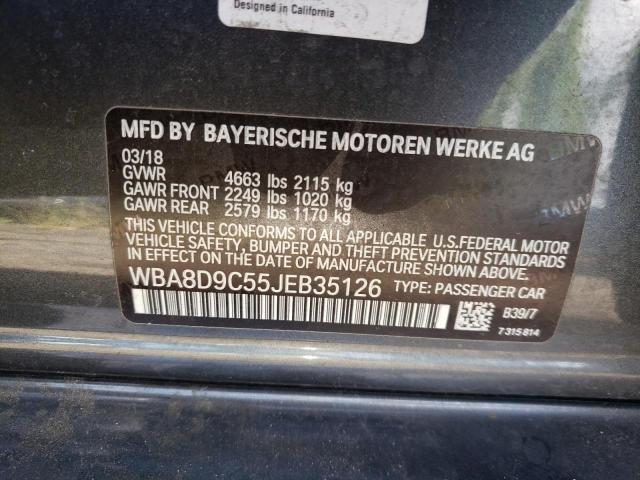 Designed in California
MFD BY BAYERISCHE MOTOREN WERKE AG
03/18
GVWR 4663 lbs 2115 kg
GAWR FRONT 2249 lbs 1020 kg
GAWR REAR 2579 lbs 1170 kg
THIS VEHICLE CONFORMS TO ALL APPLICABLE U.S.FEDERAL MOTOR
VEHICLE SAFETY, BUMPER AND THEFT PREVENTION STANDARDS
IN EFFECT ON THE DATE OF MANUFACTURE SHOWN ABOVE.
WBA8D9C55JEB35126 TYPE: PASSENGER CAR
B39/7
7315814